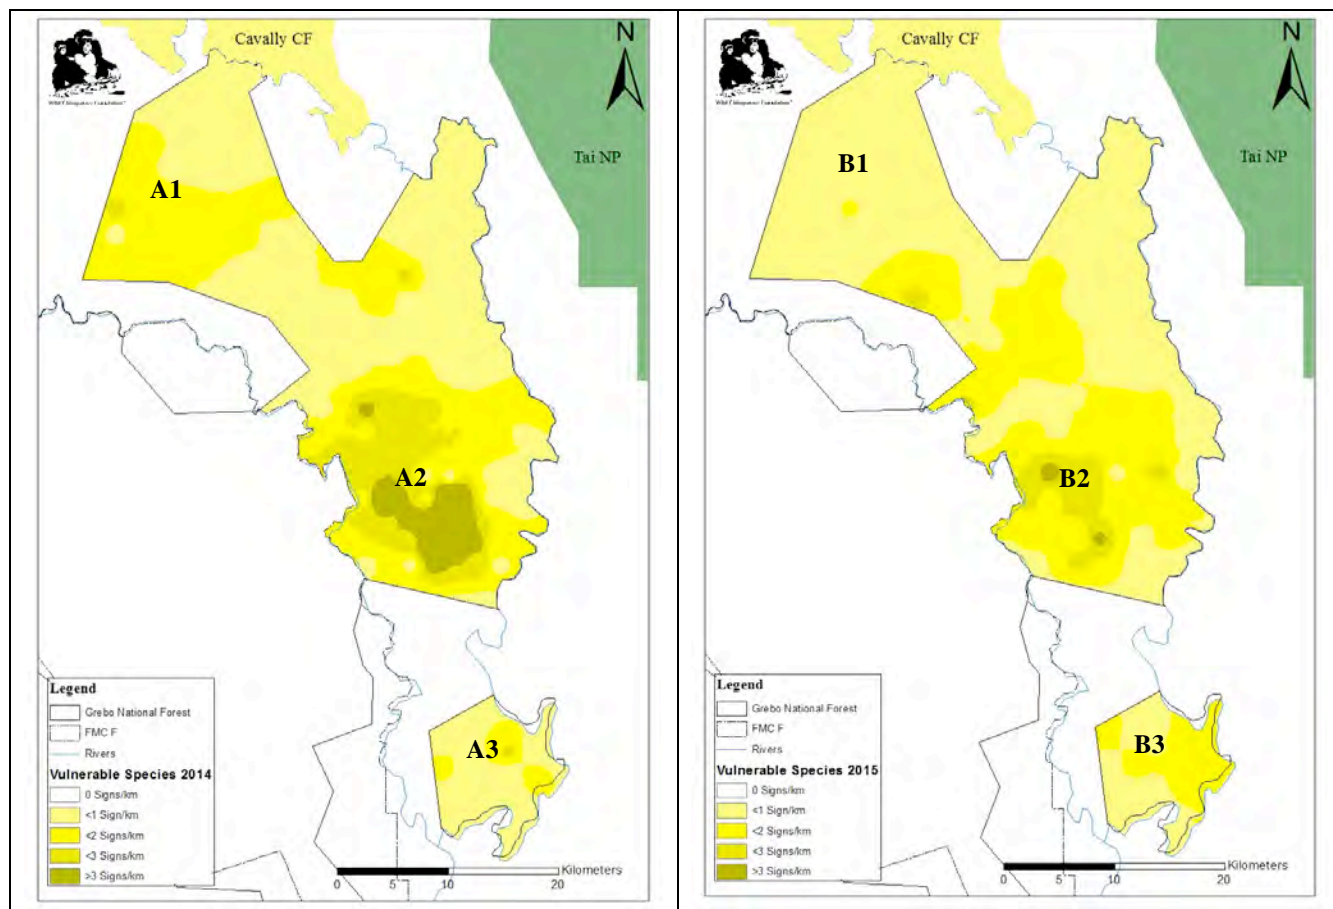 Cavally CF
N
Tai NP
A1
A2
A3
Legend
Grebo National Forest
FMC F
Rivers
Vulnerable Species 2014
0 Signs/km
<1 Sign/km
<2 Signs/km
<3 Signs/km
>3 Signs/km
Kilometers
0 5 10 20
Cavally CF
N
Tai NP
B1
B2
B3
Legend
Grebo National Forest
FMC F
Rivers
Vulnerable Species 2015
0 Signs/km
<1 Sign/km
<2 Signs/km
<3 Signs/km
>3 Signs/km
Kilometers
0 5 10 20